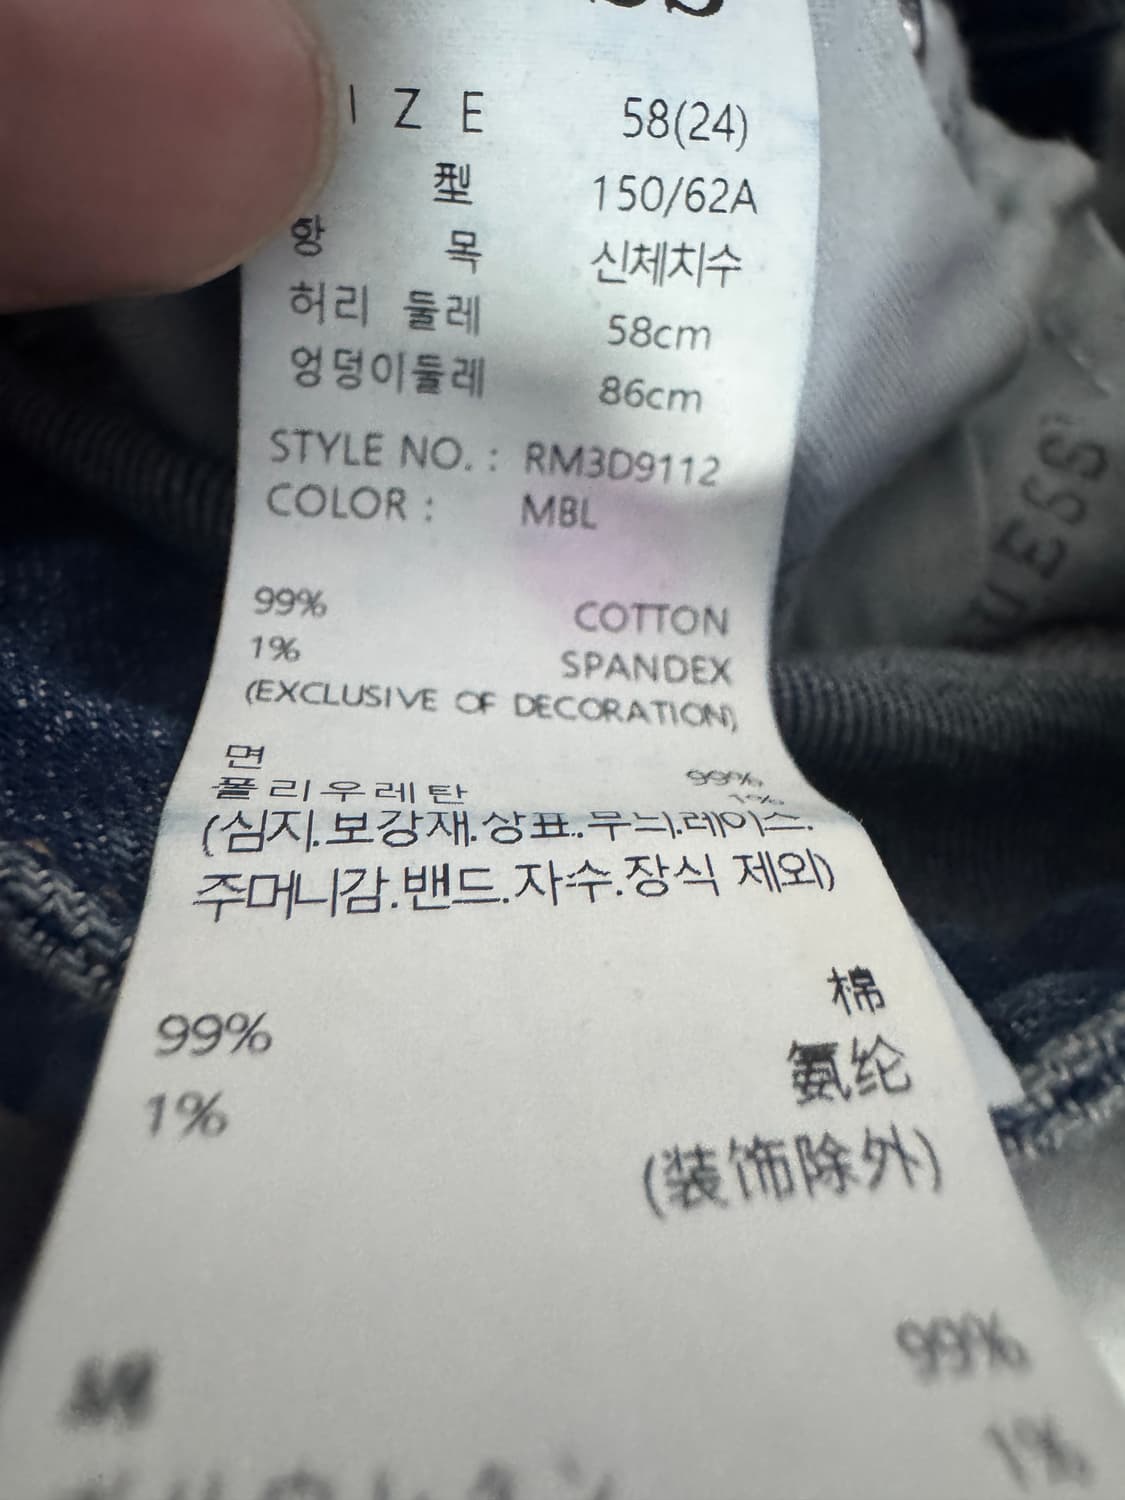 IZE 58(24)
型 150/62A
항 목 신체치수
허리 둘레 58cm
엉덩이둘레 86cm
STYLE NO. : RM3D9112
COLOR : MBL
99% COTTON
1% SPANDEX
(EXCLUSIVE OF DECORATION)
면 99%
폴리우레탄 1%
(심지.보강재.상표.무늬.레이스.
주머니감.밴드.자수.장식 제외)
99% 棉
1% 氨纶
(装饰除外)
99%
1%
UESS